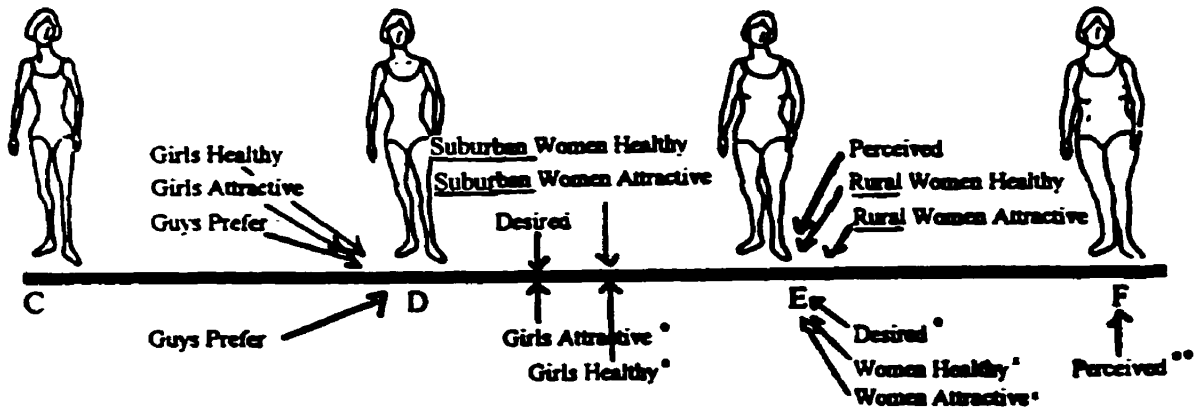 Girls Healthy
Girls Attractive
Guys Prefer
Suburban Women Healthy
Suburban Women Attractive
Desired
Perceived
Rural Women Healthy
Rural Women Attractive
C D E F
Guys Prefer
Girls Attractive *
Girls Healthy *
Desired *
Women Healthy *
Women Attractive *
Perceived **